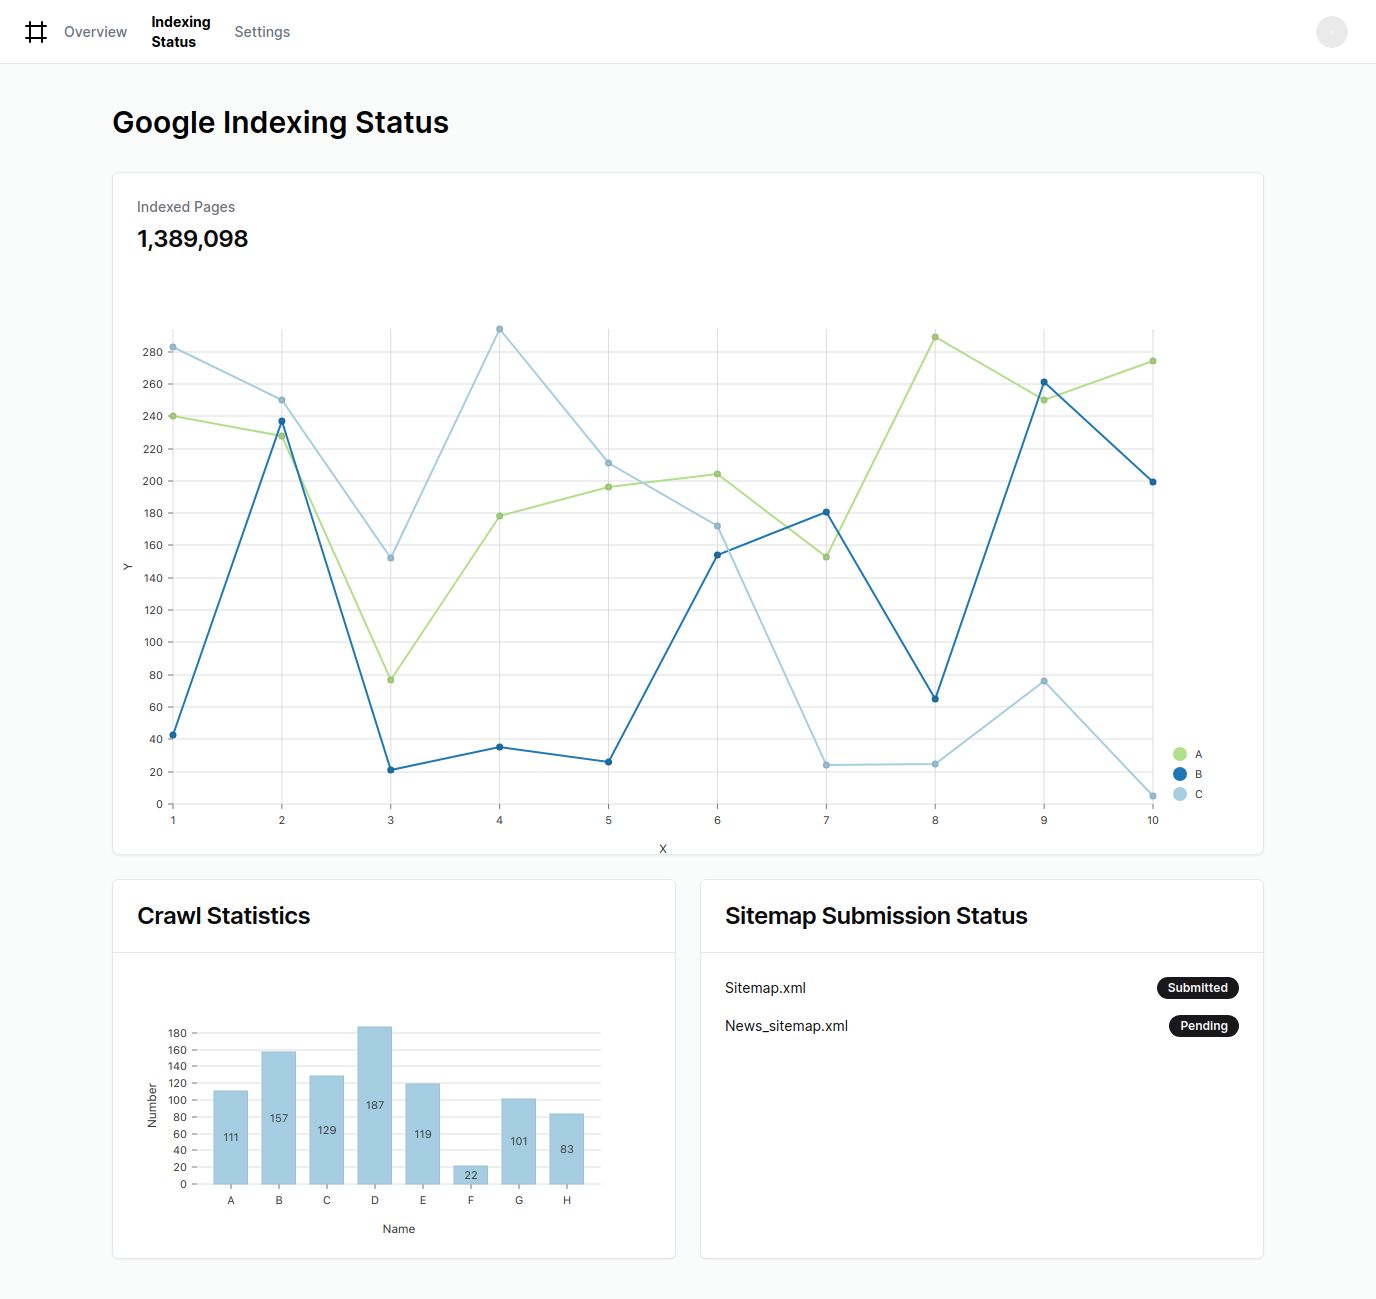 Overview
Indexing
Status
Settings
Google Indexing Status
Indexed Pages
1,389,098
280
260
240
220
200
180
160
140
120
100
80
60
40
20
0
Y
1 2 3 4 5 6 7 8 9 10
X
A
B
C
Crawl Statistics
180
160
140
120
100
80
60
40
20
0
Number
111 157 129 187 119 22 101 83
A B C D E F G H
Name
Sitemap Submission Status
Sitemap.xml Submitted
News_sitemap.xml Pending